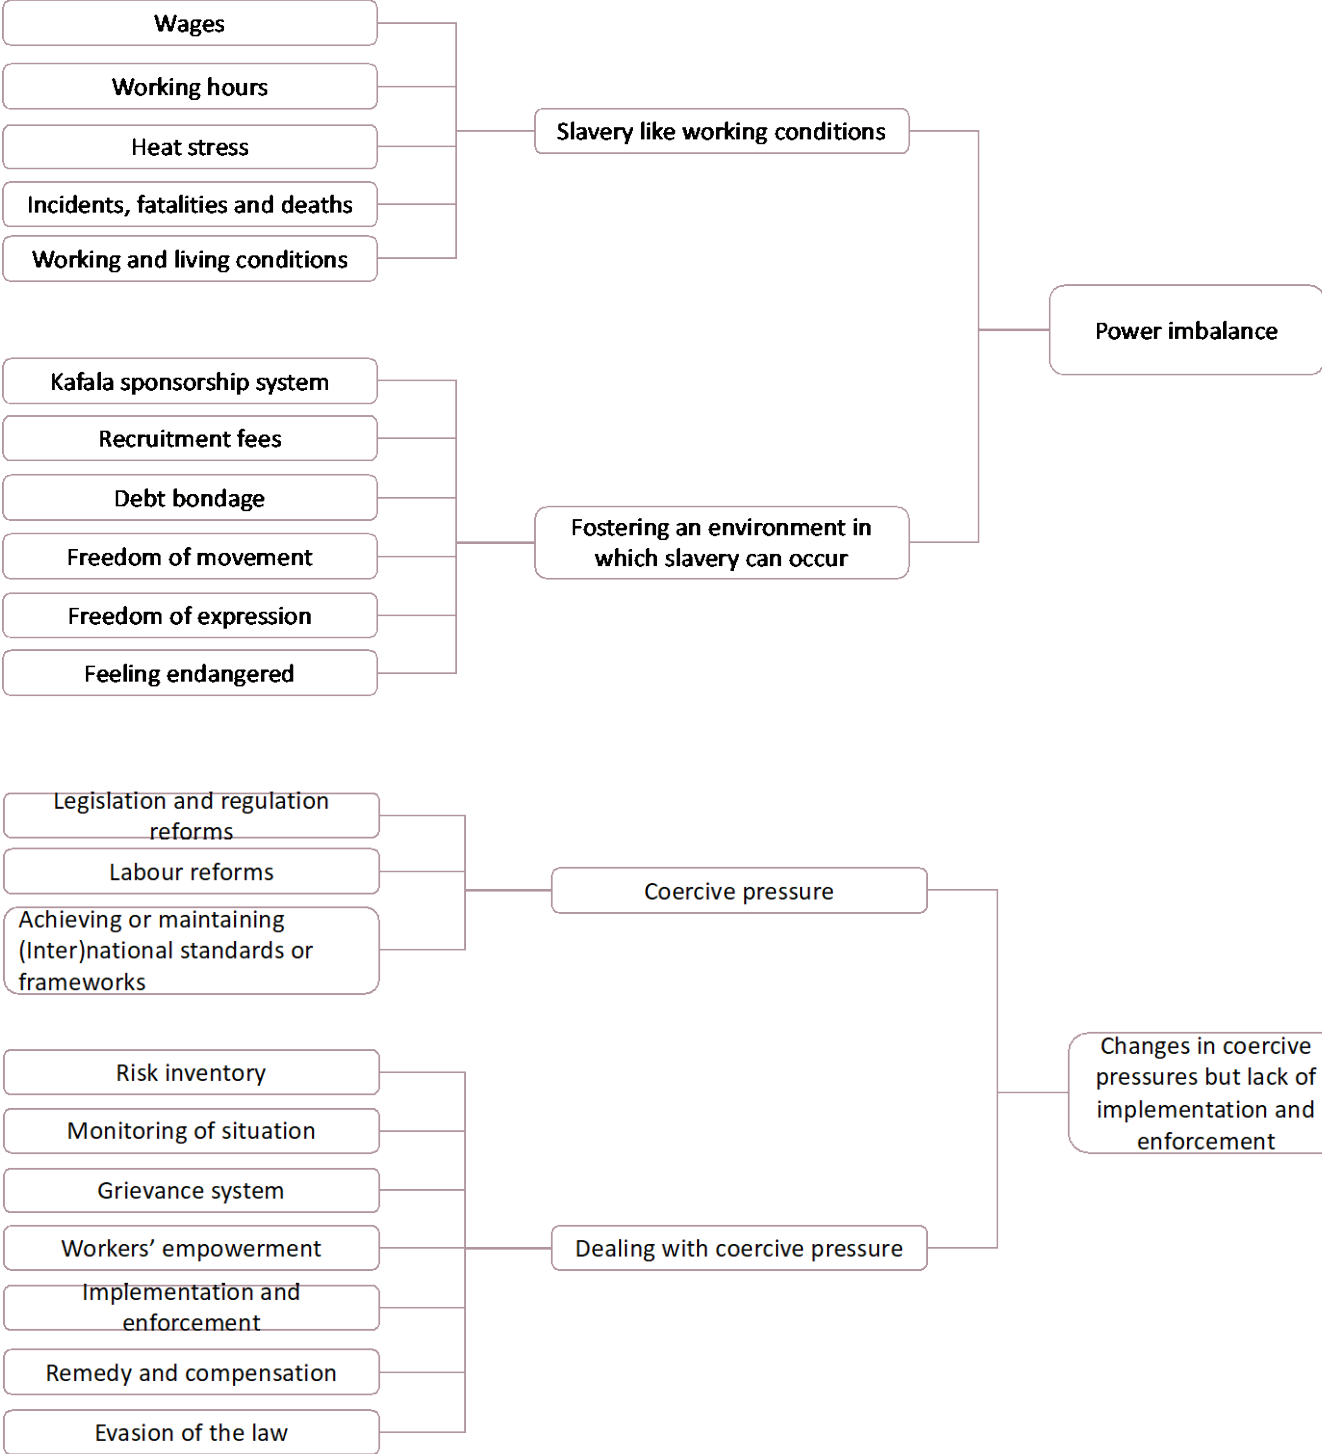 Wages
Working hours
Heat stress
Incidents, fatalities and deaths
Working and living conditions
Slavery like working conditions
Kafala sponsorship system
Recruitment fees
Debt bondage
Freedom of movement
Freedom of expression
Feeling endangered
Fostering an environment in
which slavery can occur
Power imbalance
Legislation and regulation
reforms
Labour reforms
Achieving or maintaining
(Inter)national standards or
frameworks
Coercive pressure
Risk inventory
Monitoring of situation
Grievance system
Workers’ empowerment
Implementation and
enforcement
Remedy and compensation
Evasion of the law
Dealing with coercive pressure
Changes in coercive
pressures but lack of
implementation and
enforcement